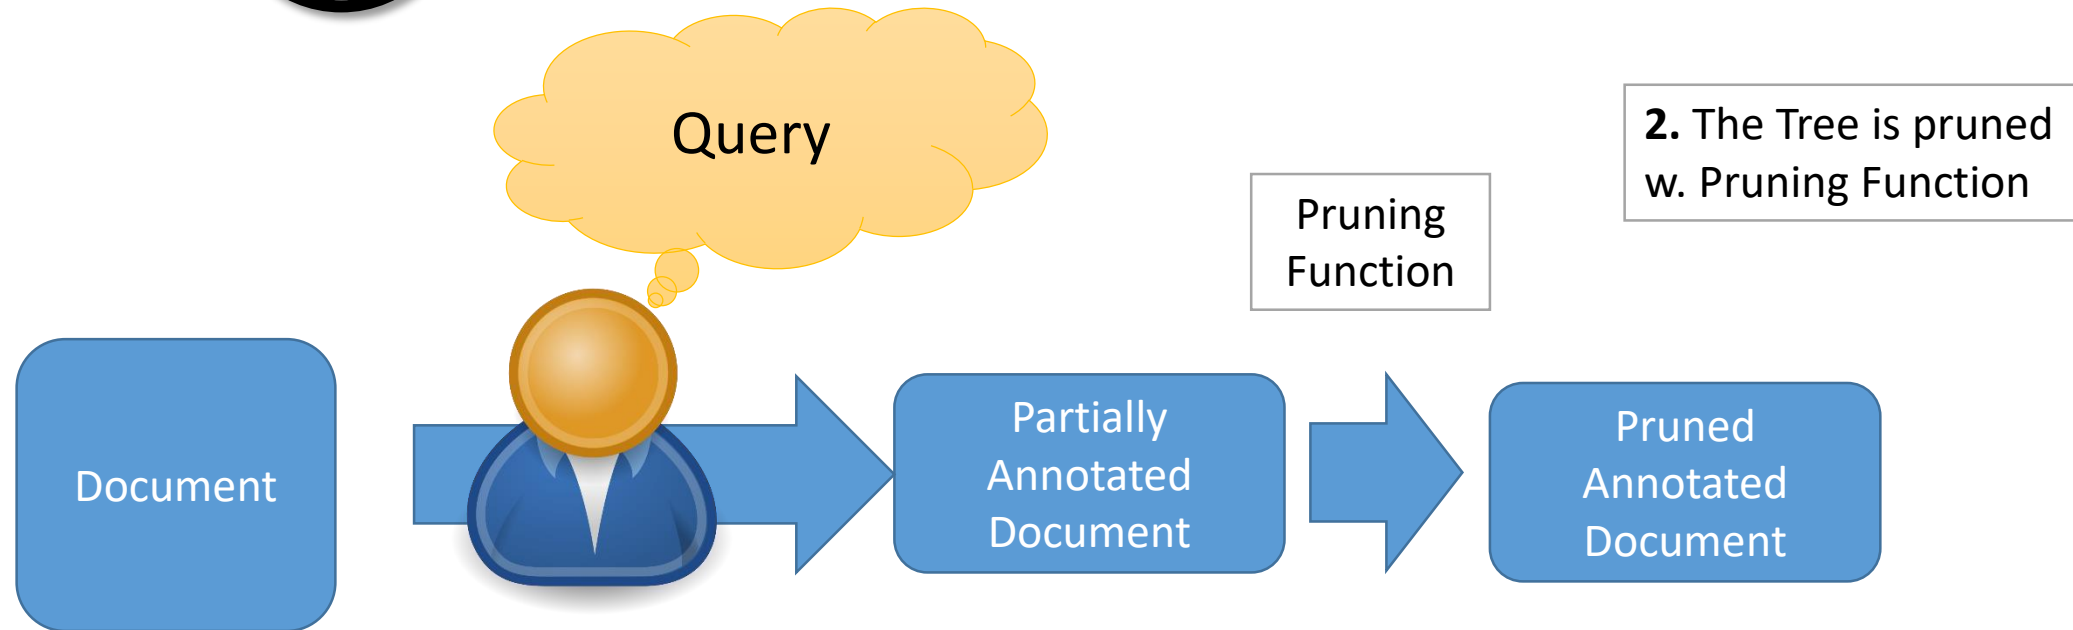 Query
2. The Tree is pruned
w. Pruning Function
Pruning
Function
Document
Partially
Annotated
Document
Pruned
Annotated
Document